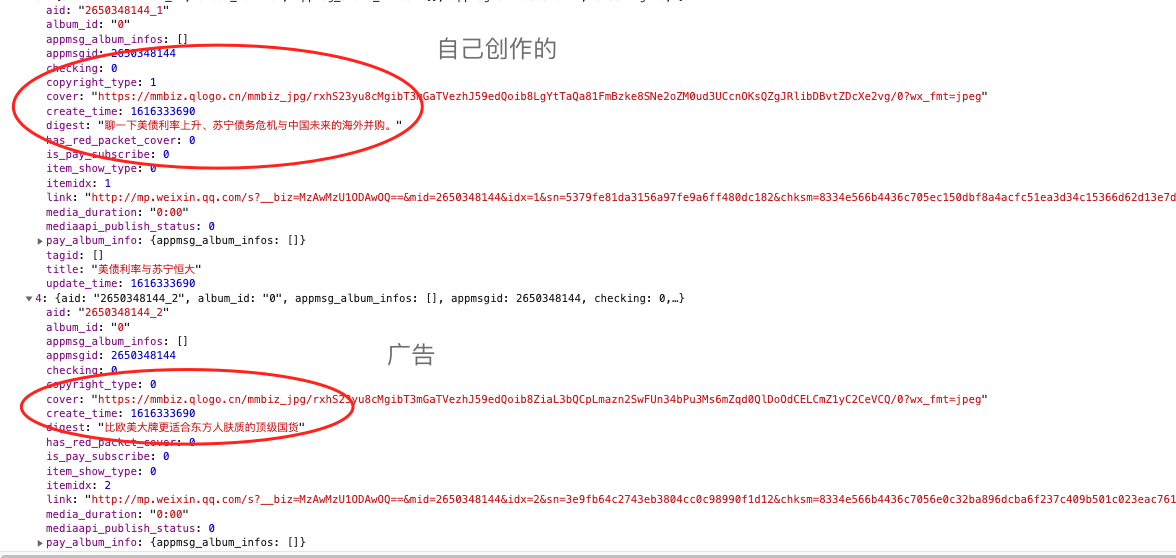 aid: "2650348144_1"
album_id: "0"
appmsg_album_infos: []
自己创作的
appmsgid: 2650348144
checking: 0
copyright_type: 1
cover: "https://mmbiz.qlogo.cn/mmbiz_jpg/rxhS23yu8cMgibT3mGaTVezhJ59edQoib8LgYtTaQa81FmBzke8SNe2oZM0ud3UCcnOKsQZgJRlibDBvtZDcXe2vg/0?wx_fmt=jpeg"
create_time: 1616333690
digest: "聊一下美债利率上升、苏宁债务危机与中国未来的海外并购。"
has_red_packet_cover: 0
is_pay_subscribe: 0
item_show_type: 0
itemidx: 1
link: "http://mp.weixin.qq.com/s?__biz=MzAwMzU1ODAwOQ==&mid=2650348144&idx=1&sn=5379fe81da3156a97fe9a6ff480dc182&chksm=8334e566b4436c705ec150dbf8a4acfc51ea3d34c15366d62d13e7d
media_duration: "0:00"
mediaapi_publish_status: 0
pay_album_info: {appmsg_album_infos: []}
tagid: []
title: "美债利率与苏宁恒大"
update_time: 1616333690
4: {aid: "2650348144_2", album_id: "0", appmsg_album_infos: [], appmsgid: 2650348144, checking: 0,…}
aid: "2650348144_2"
album_id: "0"
appmsg_album_infos: []
广告
appmsgid: 2650348144
checking: 0
copyright_type: 0
cover: "https://mmbiz.qlogo.cn/mmbiz_jpg/rxhS23yu8cMgibT3mGaTVezhJ59edQoib8ZiaL3bQCpLmazn2SwFUn34bPu3Ms6mZqd0QlDoOdCELCmZ1yC2CeVCQ/0?wx_fmt=jpeg"
create_time: 1616333690
digest: "比欧美大牌更适合东方人肤质的顶级国货"
has_red_packet_cover: 0
is_pay_subscribe: 0
item_show_type: 0
itemidx: 2
link: "http://mp.weixin.qq.com/s?__biz=MzAwMzU1ODAwOQ==&mid=2650348144&idx=2&sn=3e9fb64c2743eb3804cc0c98990f1d12&chksm=8334e566b4436c7056e0c32ba896dcba6f237c409b501c023eac761
media_duration: "0:00"
mediaapi_publish_status: 0
pay_album_info: {appmsg_album_infos: []}